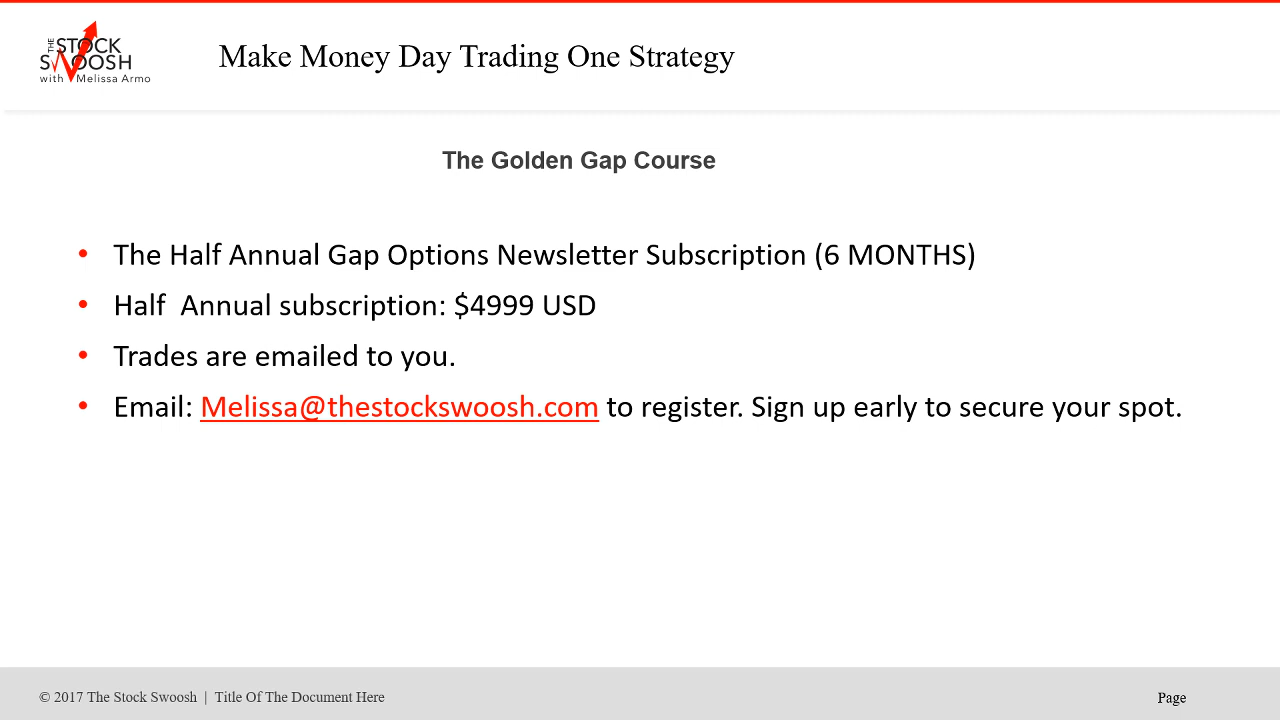 THE STOCK
SWOOSH
with Melissa Armo
Make Money Day Trading One Strategy
The Golden Gap Course
• The Half Annual Gap Options Newsletter Subscription (6 MONTHS)
• Half  Annual subscription: $4999 USD
• Trades are emailed to you.
• Email: Melissa@thestockswoosh.com to register. Sign up early to secure your spot.
© 2017 The Stock Swoosh | Title Of The Document Here
Page